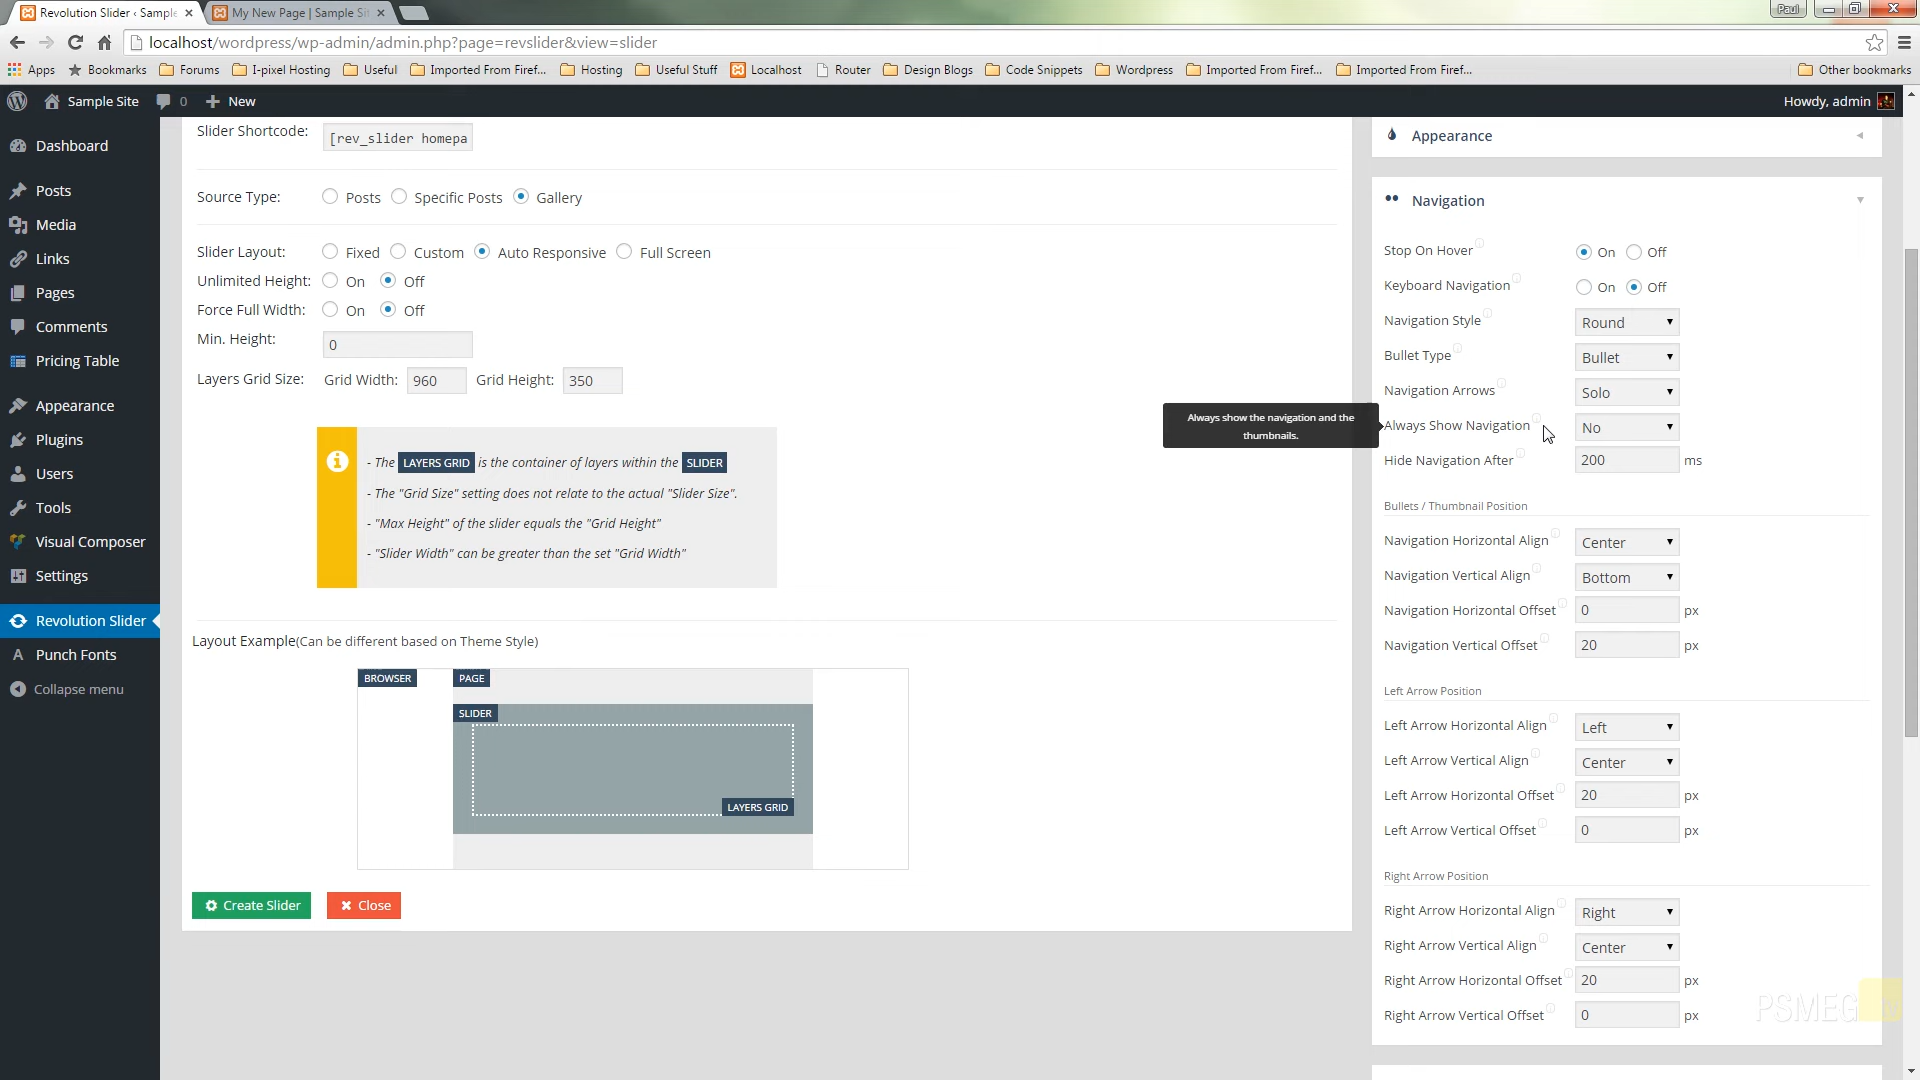 Revolution Slider ‹ Sample
My New Page | Sample Sit
Paul
localhost/wordpress/wp-admin/admin.php?page=revslider&view=slider
Apps
Bookmarks
Forums
I-pixel Hosting
Useful
Imported From Firef...
Hosting
Useful Stuff
Localhost
Router
Design Blogs
Code Snippets
Wordpress
Imported From Firef...
Imported From Firef...
Other bookmarks
Sample Site
0
New
Howdy, admin
Dashboard
Posts
Media
Links
Pages
Comments
Pricing Table
Appearance
Plugins
Users
Tools
Visual Composer
Settings
Revolution Slider
Punch Fonts
Collapse menu
Slider Shortcode: [rev_slider homepa
Source Type: Posts Specific Posts Gallery
Slider Layout: Fixed Custom Auto Responsive Full Screen
Unlimited Height: On Off
Force Full Width: On Off
Min. Height: 0
Layers Grid Size: Grid Width: 960 Grid Height: 350
- The LAYERS GRID is the container of layers within the SLIDER
- The "Grid Size" setting does not relate to the actual "Slider Size".
- "Max Height" of the slider equals the "Grid Height"
- "Slider Width" can be greater than the set "Grid Width"
Layout Example(Can be different based on Theme Style)
BROWSER
PAGE
SLIDER
LAYERS GRID
Create Slider
Close
Always show the navigation and the
thumbnails.
Appearance
Navigation
Stop On Hover On Off
Keyboard Navigation On Off
Navigation Style Round
Bullet Type Bullet
Navigation Arrows Solo
Always Show Navigation No
Hide Navigation After 200 ms
Bullets / Thumbnail Position
Navigation Horizontal Align Center
Navigation Vertical Align Bottom
Navigation Horizontal Offset 0 px
Navigation Vertical Offset 20 px
Left Arrow Position
Left Arrow Horizontal Align Left
Left Arrow Vertical Align Center
Left Arrow Horizontal Offset 20 px
Left Arrow Vertical Offset 0 px
Right Arrow Position
Right Arrow Horizontal Align Right
Right Arrow Vertical Align Center
Right Arrow Horizontal Offset 20 px
Right Arrow Vertical Offset 0 px